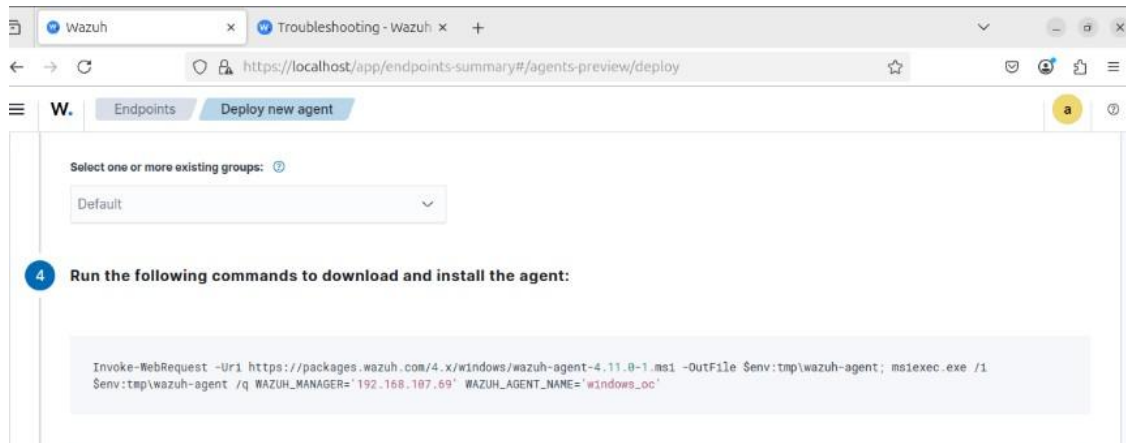 Wazuh
Troubleshooting - Wazuh
https://localhost/app/endpoints-summary#/agents-preview/deploy
W. Endpoints Deploy new agent a
Select one or more existing groups:
Default
4 Run the following commands to download and install the agent:
Invoke-WebRequest -Uri https://packages.wazuh.com/4.x/windows/wazuh-agent-4.11.0-1.msi -OutFile $env:tmp\wazuh-agent; msiexec.exe /i
$env:tmp\wazuh-agent /q WAZUH_MANAGER='192.168.107.69' WAZUH_AGENT_NAME='windows_oc'